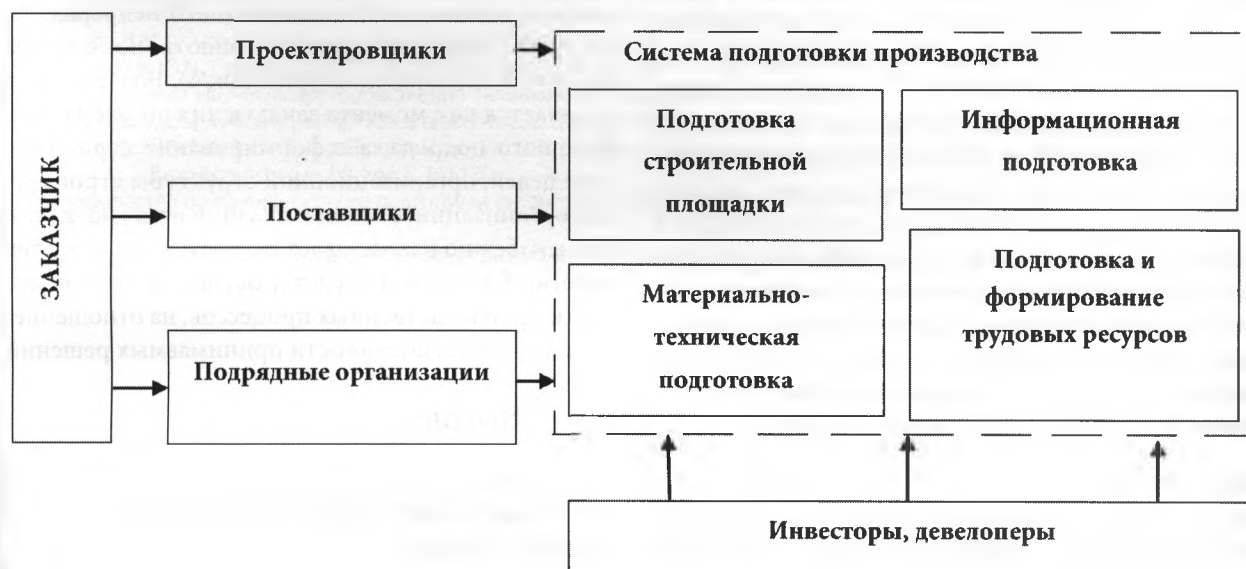 ЗАКАЗЧИК
Проектировщики
Поставщики
Подрядные организации
Система подготовки производства
Подготовка
строительной
площадки
Информационная
подготовка
Материально-
техническая
подготовка
Подготовка и
формирование
трудовых ресурсов
Инвесторы, девелоперы